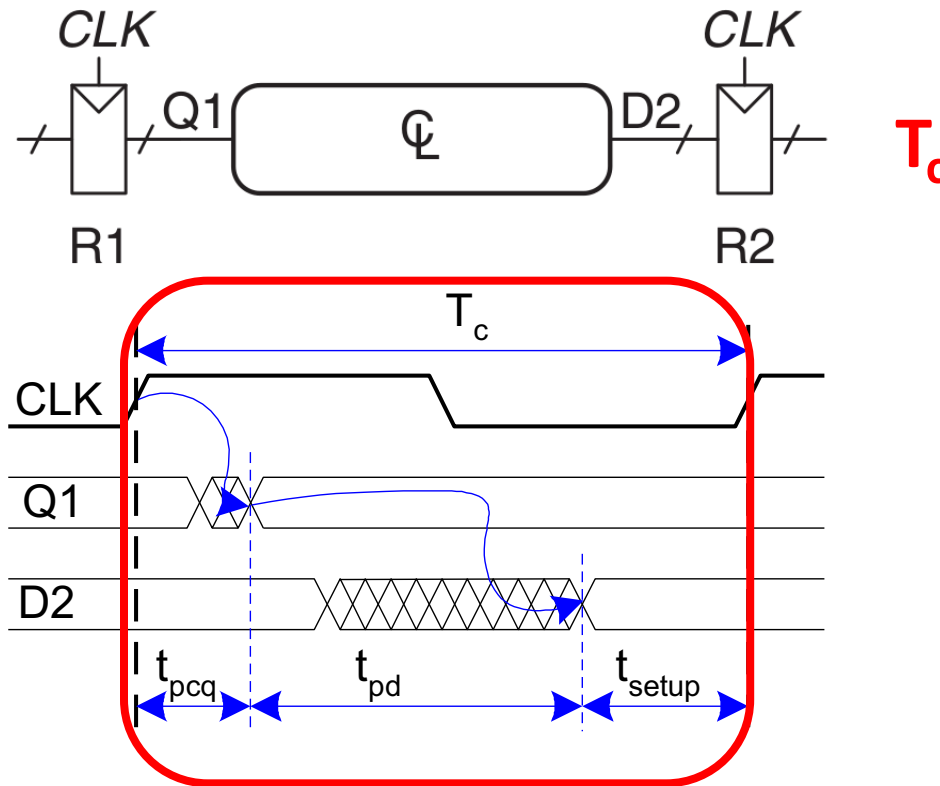 CLK CLK
Q1 CL D2
T
R1 R2
Tc
CLK
Q1
D2
tpcq tpd tsetup